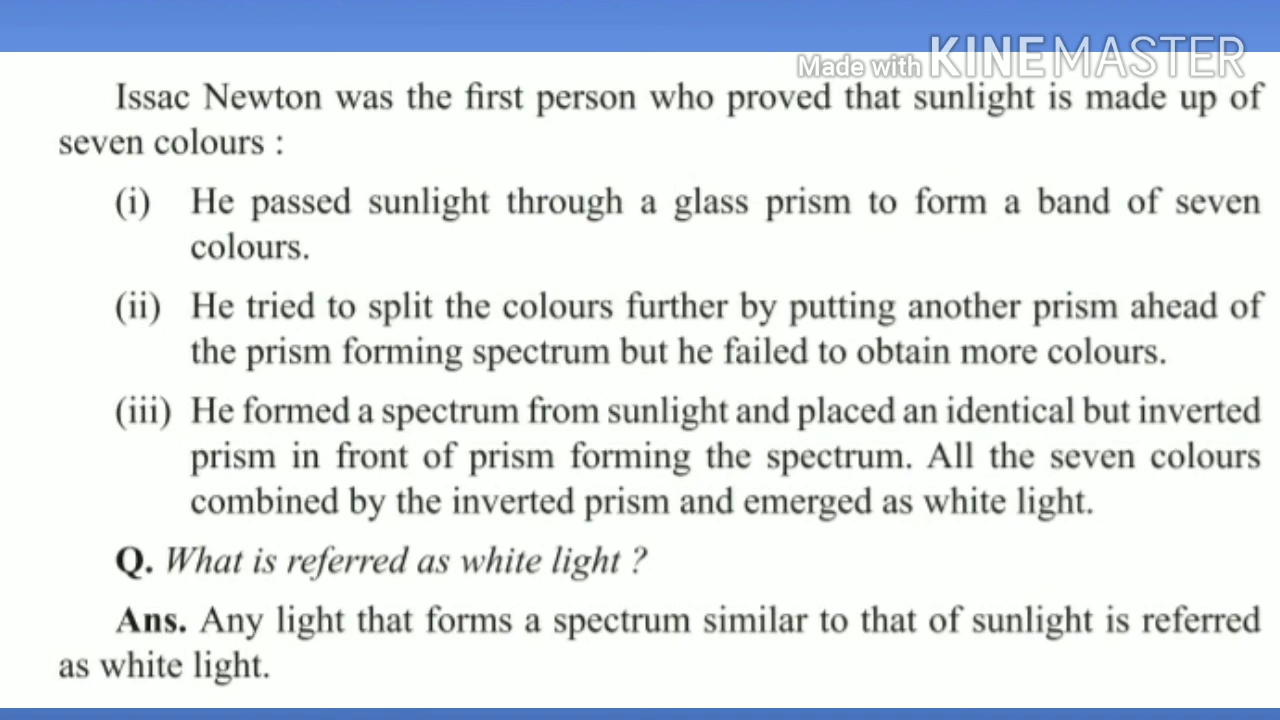 Made with KINEMASTER
Issac Newton was the first person who proved that sunlight is made up of
seven colours :
(i) He passed sunlight through a glass prism to form a band of seven
colours.
(ii) He tried to split the colours further by putting another prism ahead of
the prism forming spectrum but he failed to obtain more colours.
(iii) He formed a spectrum from sunlight and placed an identical but inverted
prism in front of prism forming the spectrum. All the seven colours
combined by the inverted prism and emerged as white light.
Q. What is referred as white light ?
Ans. Any light that forms a spectrum similar to that of sunlight is referred
as white light.